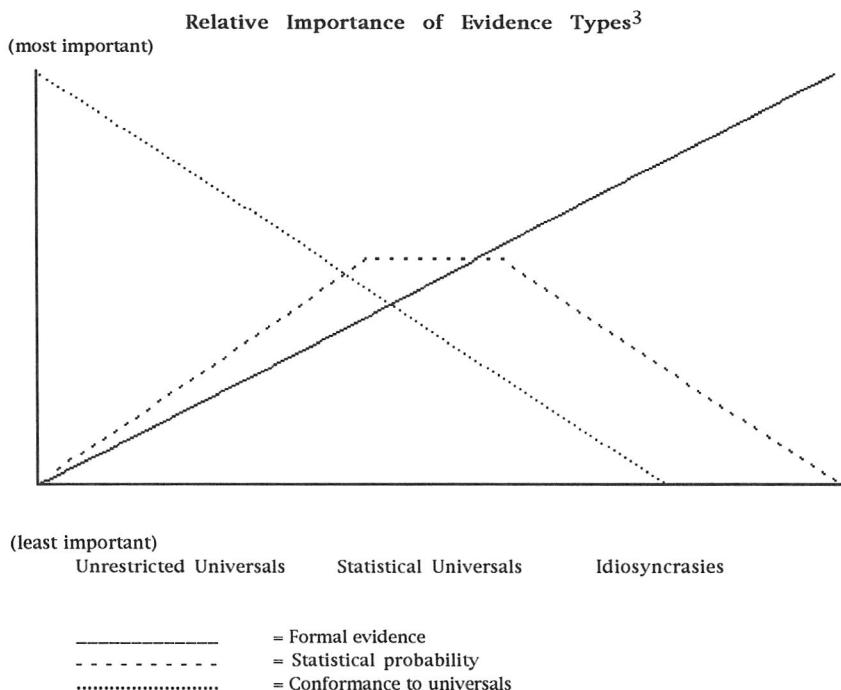 Relative Importance of Evidence Types3
(most important)
(least important)
Unrestricted Universals Statistical Universals Idiosyncrasies
= Formal evidence
= Statistical probability
= Conformance to universals